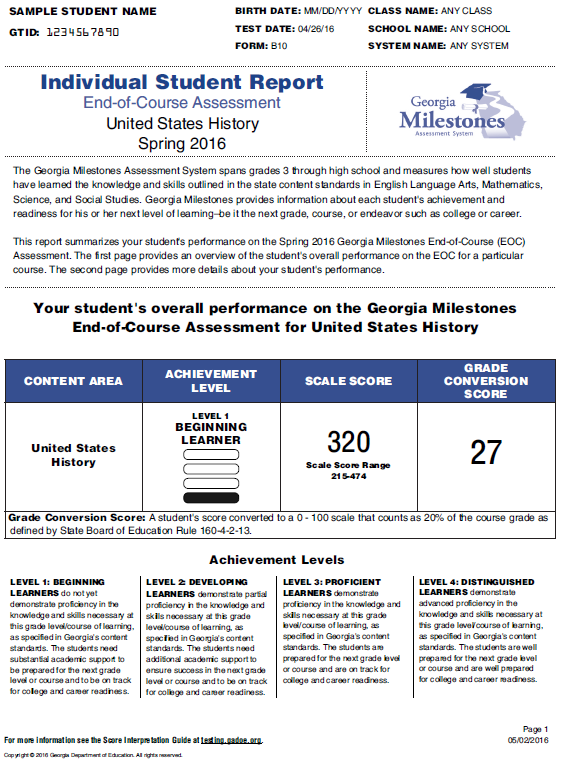 SAMPLE STUDENT NAME
GTID: 1234567890
BIRTH DATE: MM/DD/YYYY CLASS NAME: ANY CLASS
TEST DATE: 04/26/16 SCHOOL NAME: ANY SCHOOL
FORM: B10 SYSTEM NAME: ANY SYSTEM
Individual Student Report
End-of-Course Assessment
United States History
Spring 2016
Georgia
Milestones
Assessment System
The Georgia Milestones Assessment System spans grades 3 through high school and measures how well students
have learned the knowledge and skills outlined in the state content standards in English Language Arts, Mathematics,
Science, and Social Studies. Georgia Milestones provides information about each student's achievement and
readiness for his or her next level of learning--be it the next grade, course, or endeavor such as college or career.
This report summarizes your student's performance on the Spring 2016 Georgia Milestones End-of-Course (EOC)
Assessment. The first page provides an overview of the student's overall performance on the EOC for a particular
course. The second page provides more details about your student's performance.
Your student's overall performance on the Georgia Milestones
End-of-Course Assessment for United States History
CONTENT AREA
ACHIEVEMENT
LEVEL
SCALE SCORE
GRADE
CONVERSION
SCORE
United States
History
LEVEL 1
BEGINNING
LEARNER
320
Scale Score Range
215-474
27
Grade Conversion Score: A student's score converted to a 0 - 100 scale that counts as 20% of the course grade as
defined by State Board of Education Rule 160-4-2-13.
Achievement Levels
LEVEL 1: BEGINNING
LEARNERS do not yet
demonstrate proficiency in the
knowledge and skills necessary at
this grade level/course of learning,
as specified in Georgia's content
standards. The students need
substantial academic support to
be prepared for the next grade
level or course and to be on track
for college and career readiness.
LEVEL 2: DEVELOPING
LEARNERS demonstrate partial
proficiency in the knowledge and
skills necessary at this grade
level/course of learning, as
specified in Georgia's content
standards. The students need
additional academic support to
ensure success in the next grade
level or course and to be on track
for college and career readiness.
LEVEL 3: PROFICIENT
LEARNERS demonstrate
proficiency in the knowledge and
skills necessary at this grade
level/course of learning, as
specified in Georgia's content
standards. The students are
prepared for the next grade level
or course and are on track for
college and career readiness.
LEVEL 4: DISTINGUISHED
LEARNERS demonstrate
advanced proficiency in the
knowledge and skills necessary at
this grade level/course of learning,
as specified in Georgia's content
standards. The students are well
prepared for the next grade level
or course and are well prepared
for college and career readiness.
Page 1
For more information see the Score Interpretation Guide at testing.gadoe.org.
05/02/2016
Copyright © 2016 Georgia Department of Education. All rights reserved.